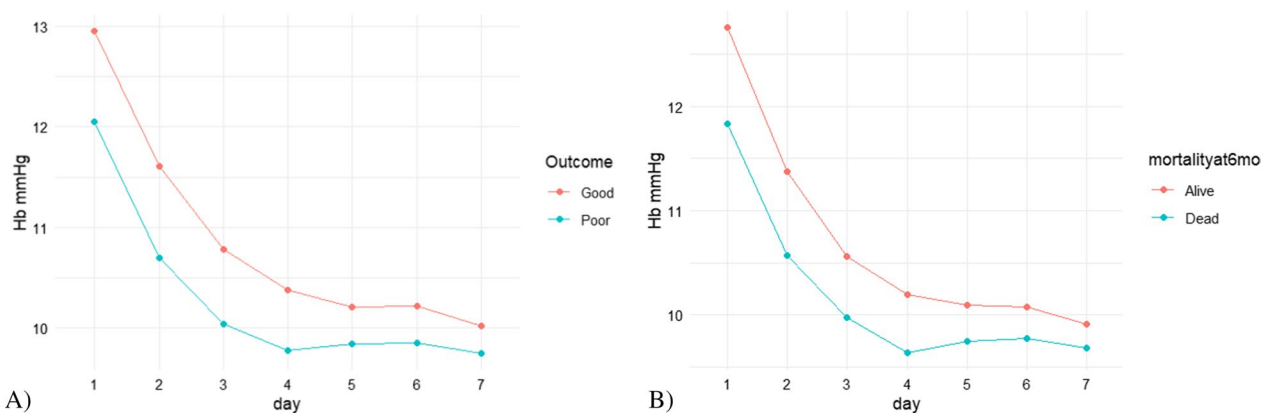 13
12
11
10
Hb mmHg
1 2 3 4 5 6 7
day
Outcome
Good
Poor
A)
12
11
10
Hb mmHg
1 2 3 4 5 6 7
day
mortalityat6mo
Alive
Dead
B)